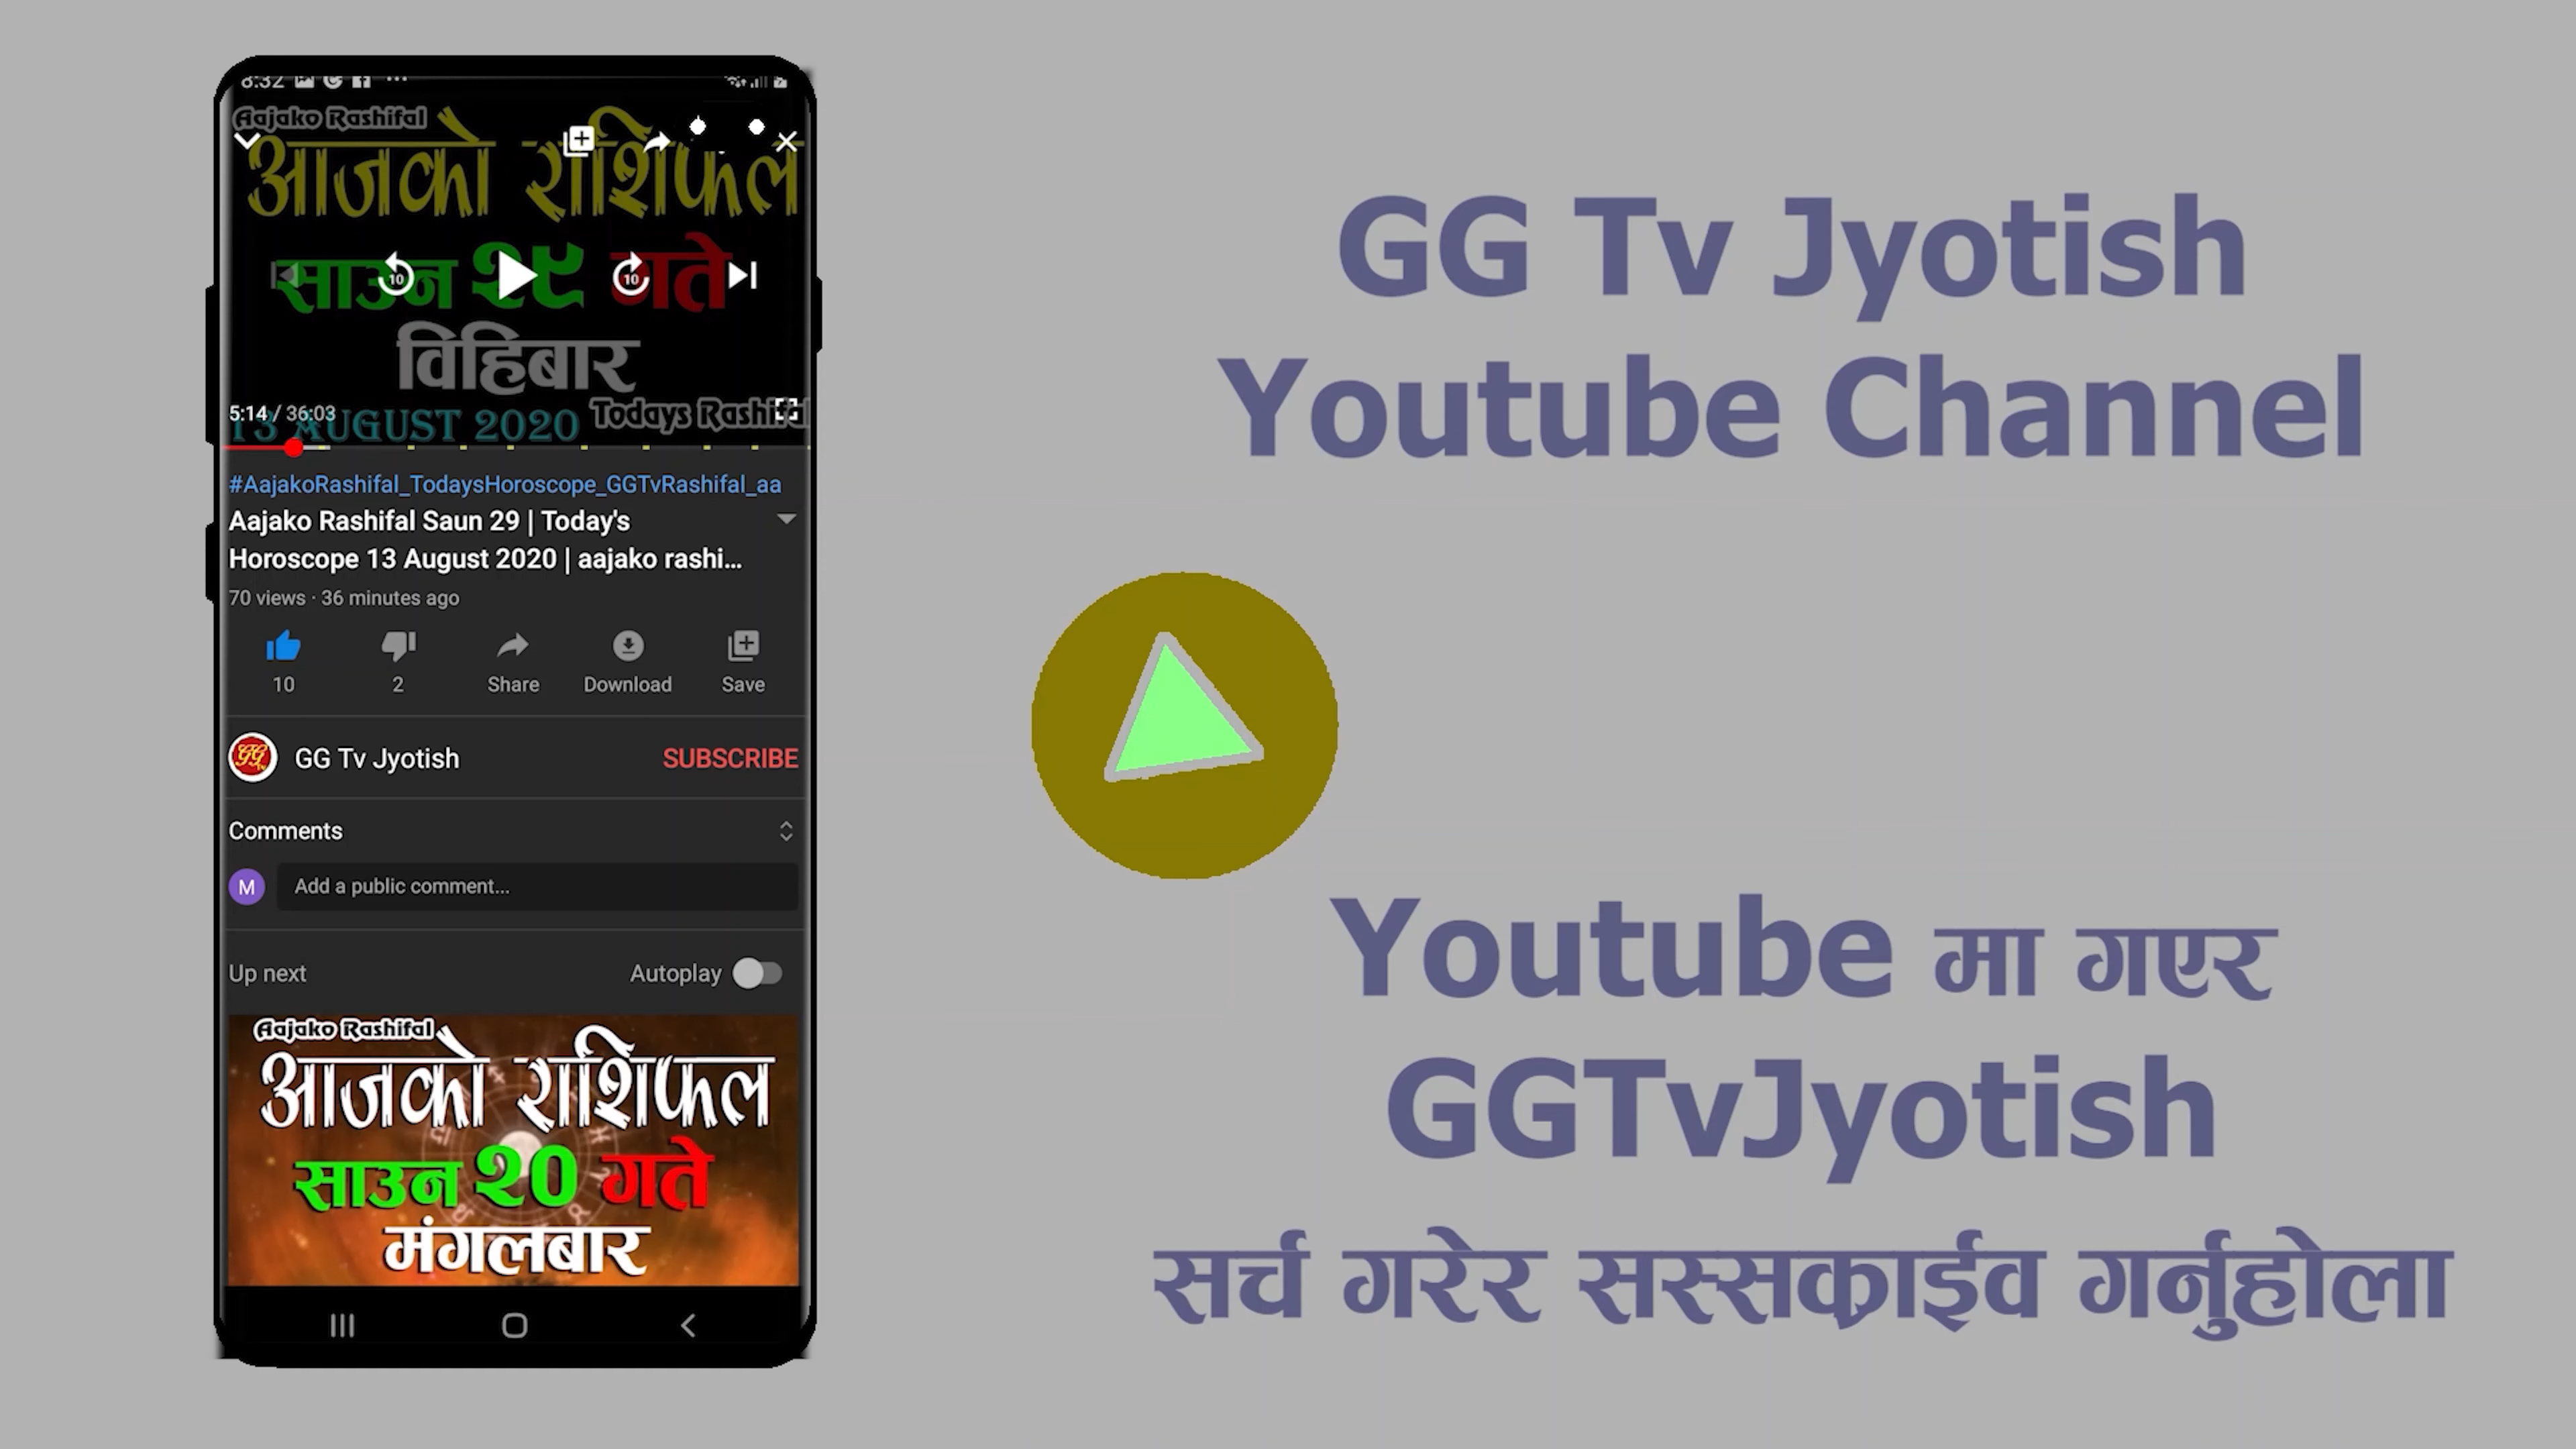 8:32
Aajako Rashifal
आजको राशिफल
साउन २९ गते
विहिबार
5:14 / 36:03
13 AUGUST 2020
Todays Rashifal
#AajakoRashifal_TodaysHoroscope_GGTvRashifal_aa
Aajako Rashifal Saun 29 | Today's
Horoscope 13 August 2020 | aajako rashi...
70 views · 36 minutes ago
10
2
Share
Download
Save
GG Tv Jyotish
SUBSCRIBE
Comments
M
Add a public comment...
Up next
Autoplay
Aajako Rashifal
आजको राशिफल
साउन २० गते
मंगलबार
GG Tv Jyotish
Youtube Channel
Youtube मा गएर
GGTvJyotish
सर्च गरेर सस्सक्राईव गर्नुहोला